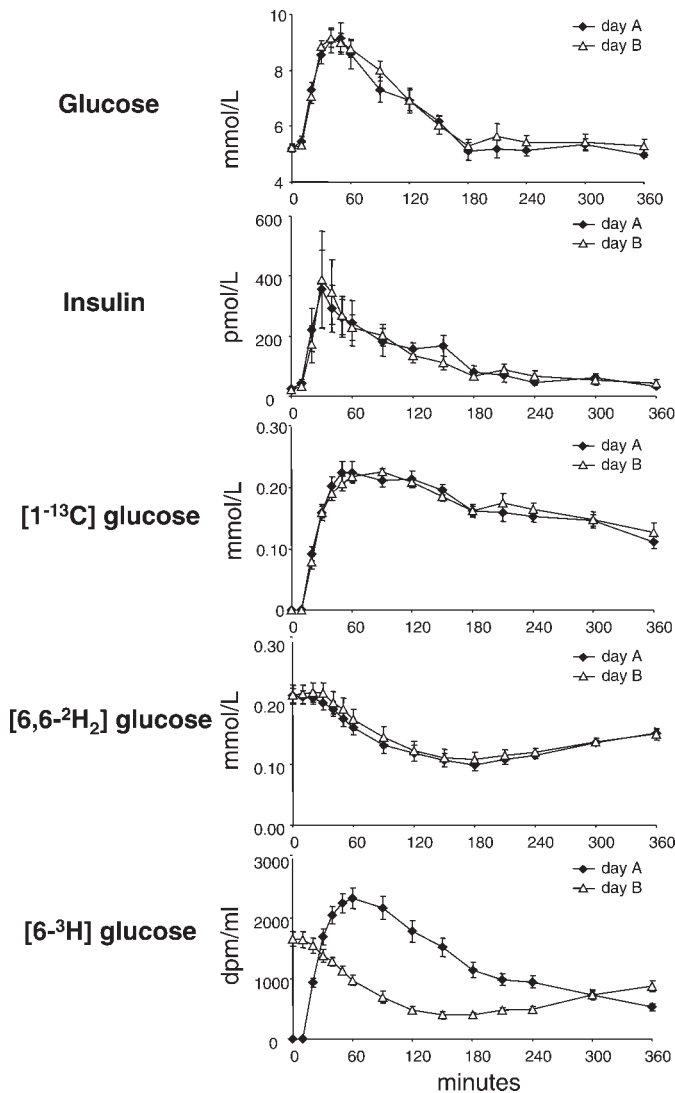 10
8
6
4
mmol/L
Glucose
day A
day B
0 60 120 180 240 300 360
600
400
200
0
pmol/L
Insulin
day A
day B
0 60 120 180 240 300 360
0.30
0.20
0.10
0
mmol/L
[1-¹³C] glucose
day A
day B
0 60 120 180 240 300 360
0.30
0.20
0.10
0.00
mmol/L
[6,6-²H₂] glucose
day A
day B
0 60 120 180 240 300 360
3000
2000
1000
0
dpm/ml
[6-³H] glucose
day A
day B
0 60 120 180 240 300 360
minutes